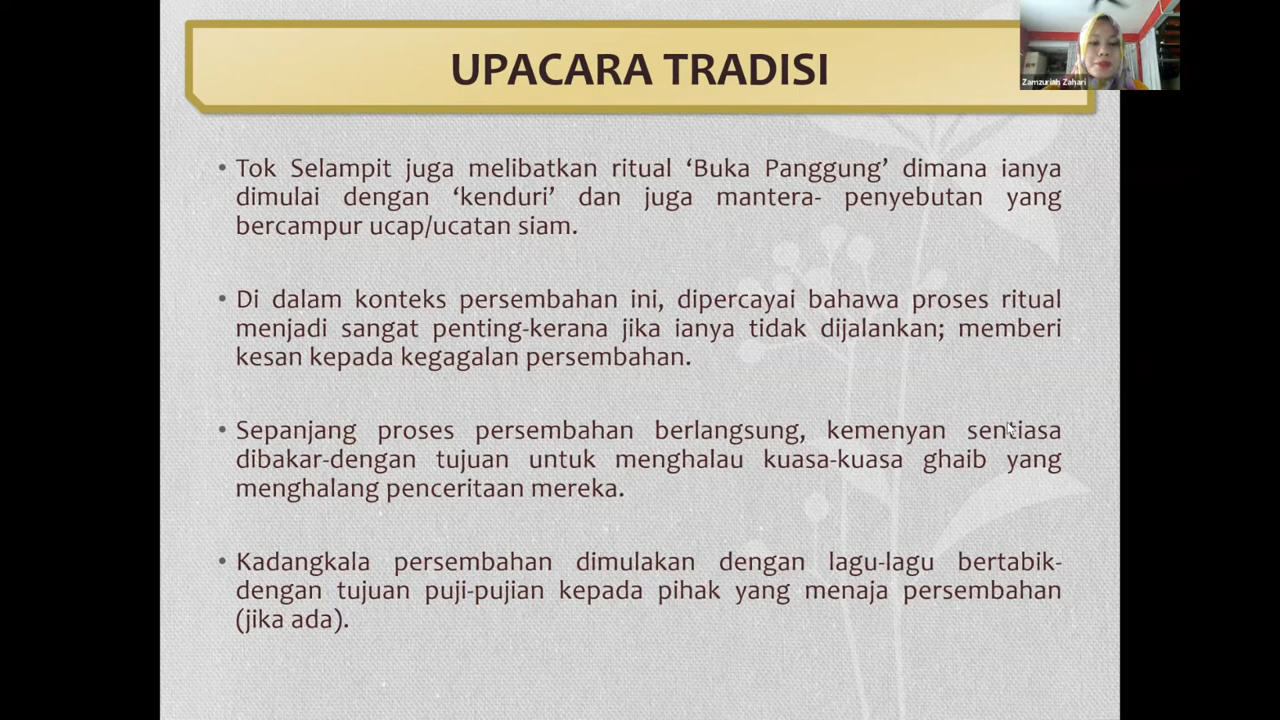 UPACARA TRADISI
Zamzuriah Zahari
• Tok Selampit juga melibatkan ritual ‘Buka Panggung’ dimana ianya
dimulai dengan ‘kenduri’ dan juga mantera- penyebutan yang
bercampur ucap/ucatan siam.
• Di dalam konteks persembahan ini, dipercayai bahawa proses ritual
menjadi sangat penting-kerana jika ianya tidak dijalankan; memberi
kesan kepada kegagalan persembahan.
• Sepanjang proses persembahan berlangsung, kemenyan sentiasa
dibakar-dengan tujuan untuk menghalau kuasa-kuasa ghaib yang
menghalang penceritaan mereka.
• Kadangkala persembahan dimulakan dengan lagu-lagu bertabik-
dengan tujuan puji-pujian kepada pihak yang menaja persembahan
(jika ada).